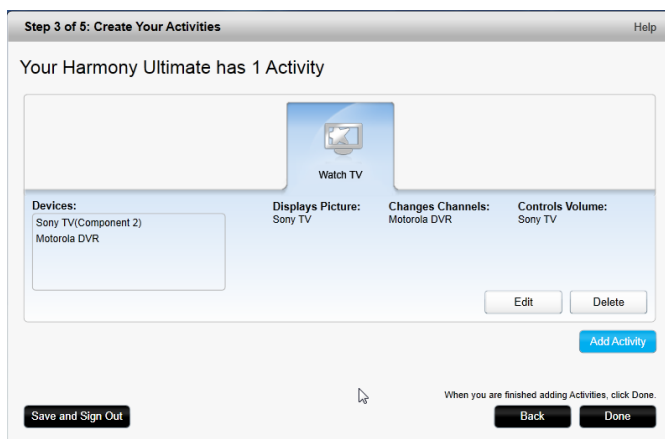 Step 3 of 5: Create Your Activities
Help
Your Harmony Ultimate has 1 Activity
Watch TV
Devices:
Sony TV(Component 2)
Motorola DVR
Displays Picture:
Sony TV
Changes Channels:
Motorola DVR
Controls Volume:
Sony TV
Edit
Delete
Add Activity
When you are finished adding Activities, click Done.
Save and Sign Out
Back
Done